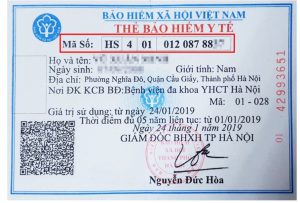 BẢO HIỂM XÃ HỘI VIỆT NAM
THẺ BẢO HIỂM Y TẾ
Mã Số: HS 4 01 012 087 88
Họ và tên:
Ngày sinh: Giới tính: Nam
Địa chỉ: Phường Nghĩa Đô, Quận Cầu Giấy, Thành phố Hà Nội
Nơi ĐK KCB BĐ: Bệnh viện đa khoa YHCT Hà Nội
Mã: 01 - 028
Giá trị sử dụng: từ ngày 24/01/2019
Thời điểm đủ 05 năm liên tục: từ 01/01/2019
Ngày 24 tháng 1 năm 2019
GIÁM ĐỐC BHXH TP HÀ NỘI
Nguyễn Đức Hòa
42993651